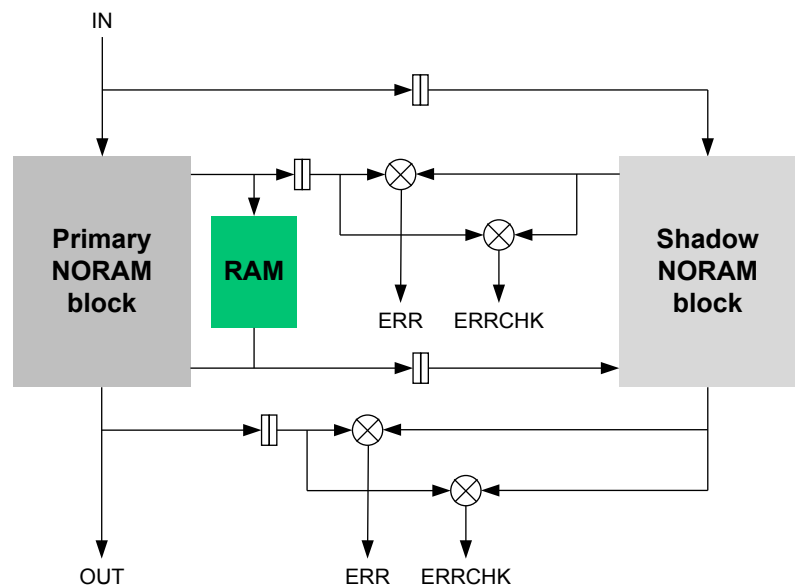 IN
Primary
NORAM
block
RAM
Shadow
NORAM
block
ERR
ERRCHK
OUT
ERR
ERRCHK